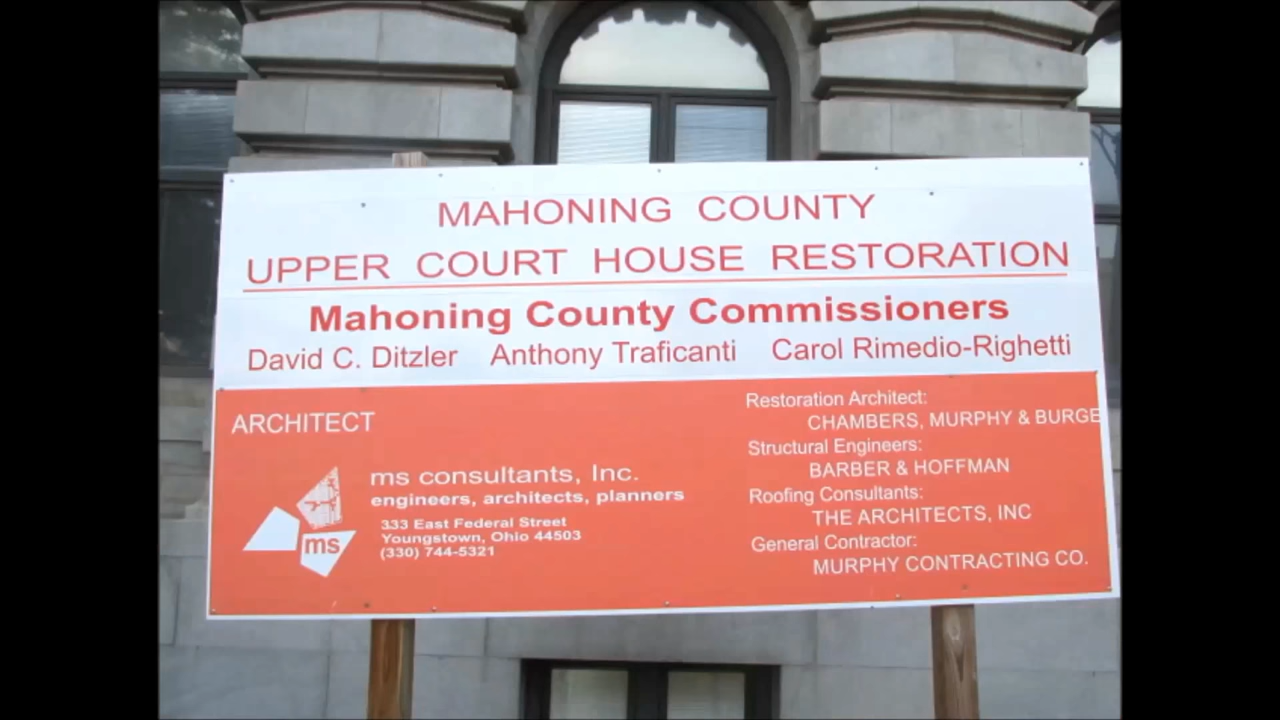 MAHONING COUNTY
UPPER COURT HOUSE RESTORATION
Mahoning County Commissioners
David C. Ditzler Anthony Traficanti Carol Rimedio-Righetti
ARCHITECT
ms
ms consultants, Inc.
engineers, architects, planners
333 East Federal Street
Youngstown, Ohio 44503
(330) 744-5321
Restoration Architect:
CHAMBERS, MURPHY & BURGE
Structural Engineers:
BARBER & HOFFMAN
Roofing Consultants:
THE ARCHITECTS, INC
General Contractor:
MURPHY CONTRACTING CO.